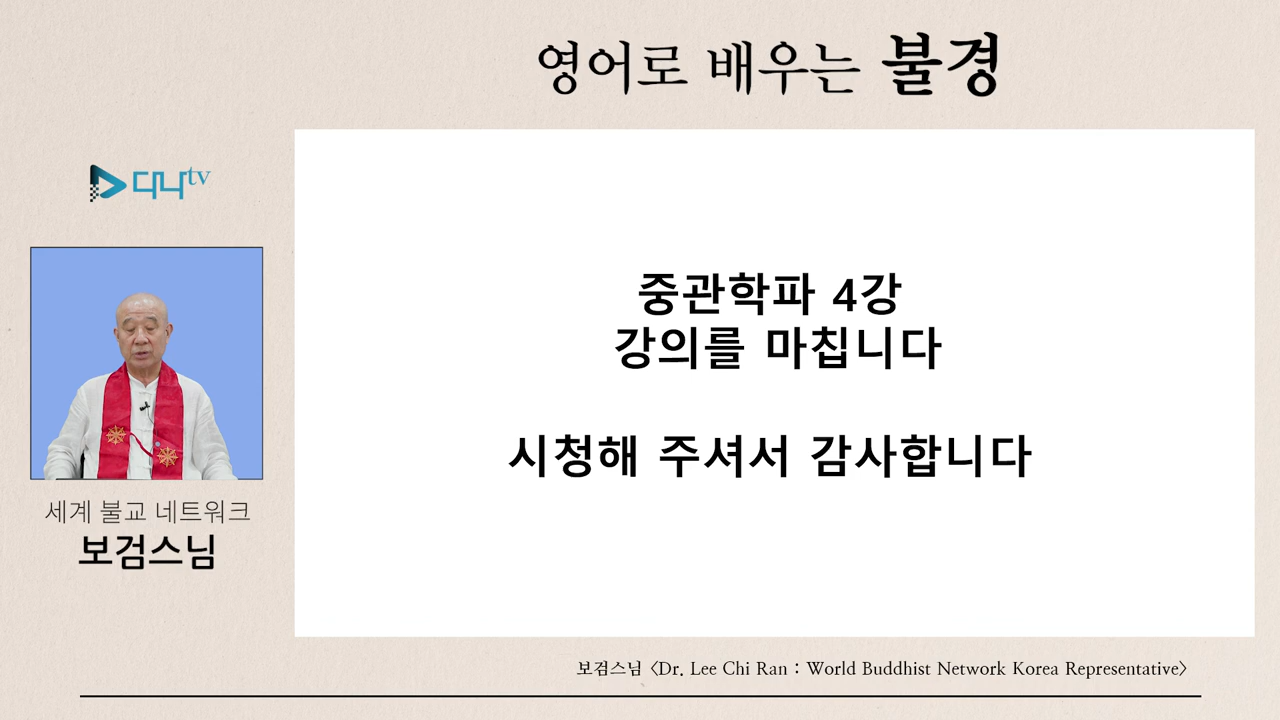 영어로 배우는 불경
디나tv
중관학파 4강
강의를 마칩니다
시청해 주셔서 감사합니다
세계 불교 네트워크
보검스님
보검스님 <Dr. Lee Chi Ran : World Buddhist Network Korea Representative>